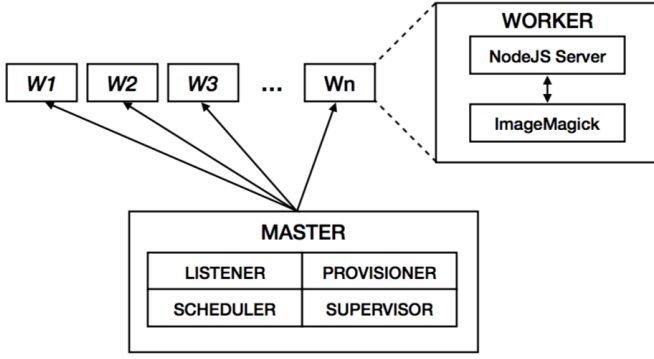 WORKER
NodeJS Server
ImageMagick
W1 W2 W3 ... Wn
MASTER
LISTENER PROVISIONER
SCHEDULER SUPERVISOR